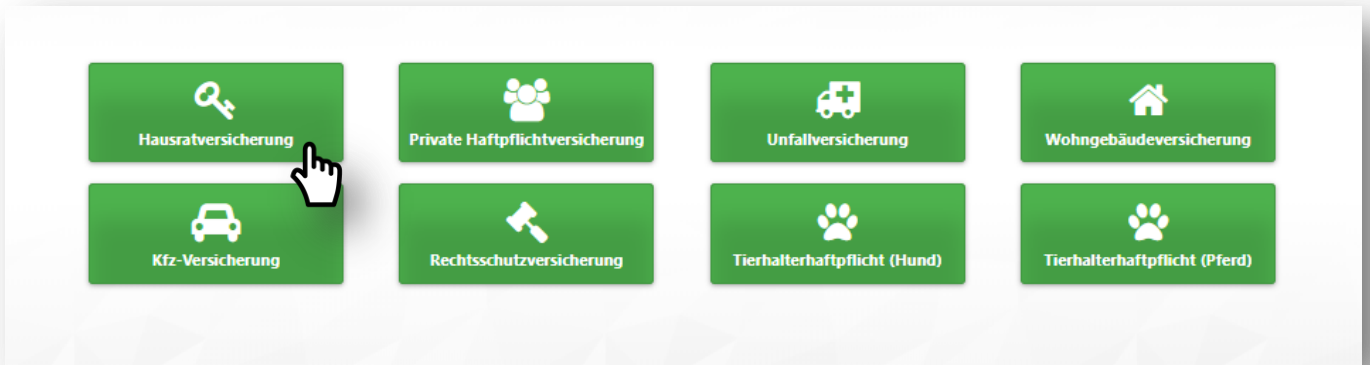 Hausratversicherung
Private Haftpflichtversicherung
Unfallversicherung
Wohngebäudeversicherung
Kfz-Versicherung
Rechtsschutzversicherung
Tierhalterhaftpflicht (Hund)
Tierhalterhaftpflicht (Pferd)